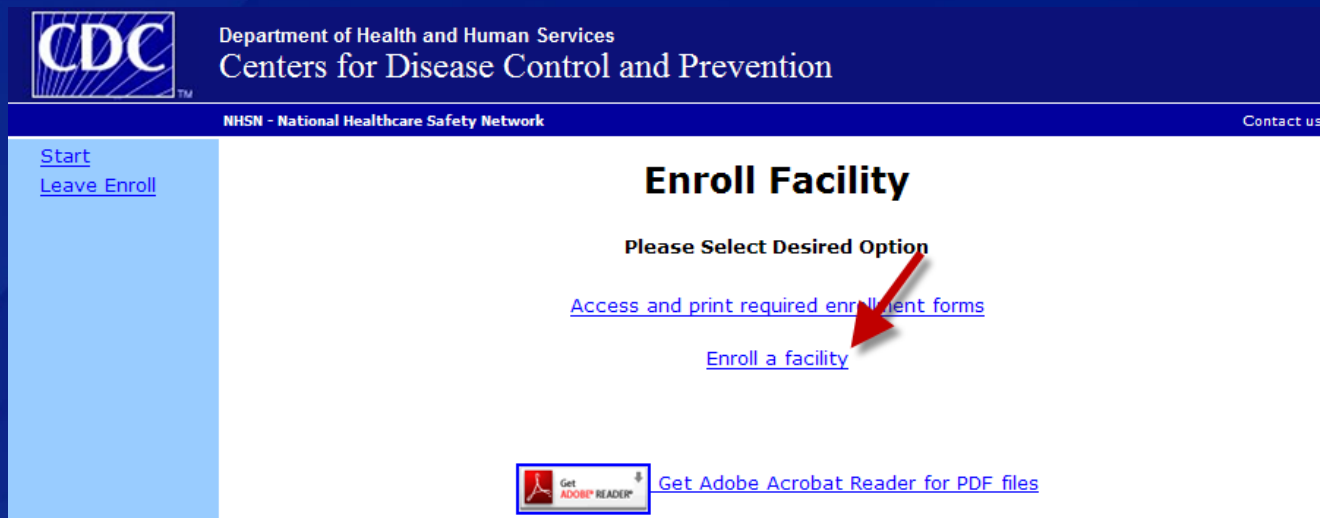 CDC
TM
Department of Health and Human Services
Centers for Disease Control and Prevention
NHSN - National Healthcare Safety Network
Contact us
Start
Leave Enroll
Enroll Facility
Please Select Desired Option
Access and print required enrollment forms
Enroll a facility
Get
ADOBE® READER®
Get Adobe Acrobat Reader for PDF files